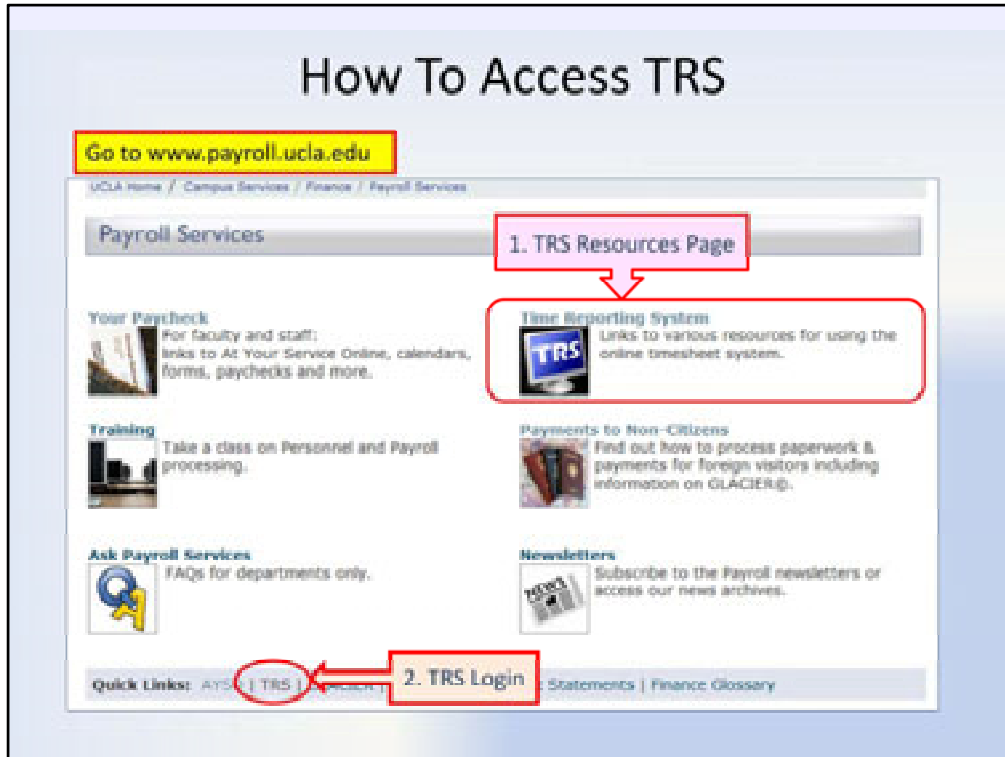 How To Access TRS
Go to www.payroll.ucla.edu
UCLA Home / Campus Services / Finance / Payroll Services
Payroll Services
1. TRS Resources Page
Your Paycheck
For faculty and staff:
links to At Your Service Online, calendars,
forms, paychecks and more.
Time Reporting System
TRS
Links to various resources for using the
online timesheet system.
Training
Take a class on Personnel and Payroll
processing.
Payments to Non-Citizens
Find out how to process paperwork &
payments for foreign visitors including
information on GLACIER©.
Ask Payroll Services
QA
FAQs for departments only.
Newsletters
NEWS
Subscribe to the Payroll newsletters or
access our news archives.
Quick Links: | TRS | | Statements | Finance Glossary
2. TRS Login